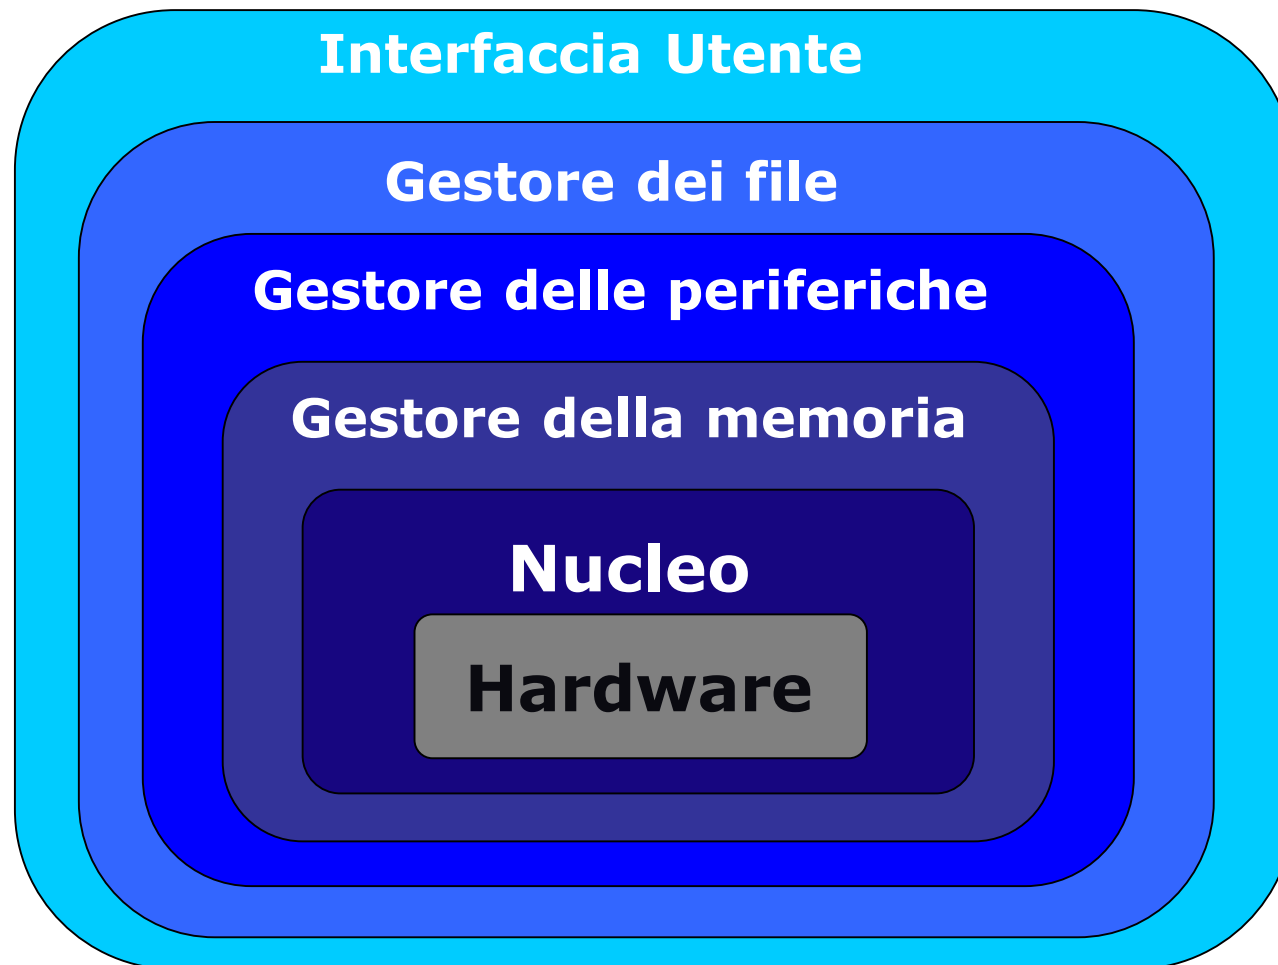 Interfaccia Utente
Gestore dei file
Gestore delle periferiche
Gestore della memoria
Nucleo
Hardware